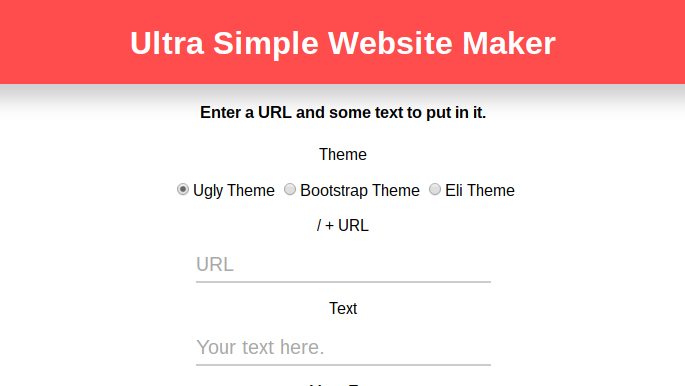 Ultra Simple Website Maker
Enter a URL and some text to put in it.
Theme
Ugly Theme Bootstrap Theme Eli Theme
/ + URL
URL
Text
Your text here.